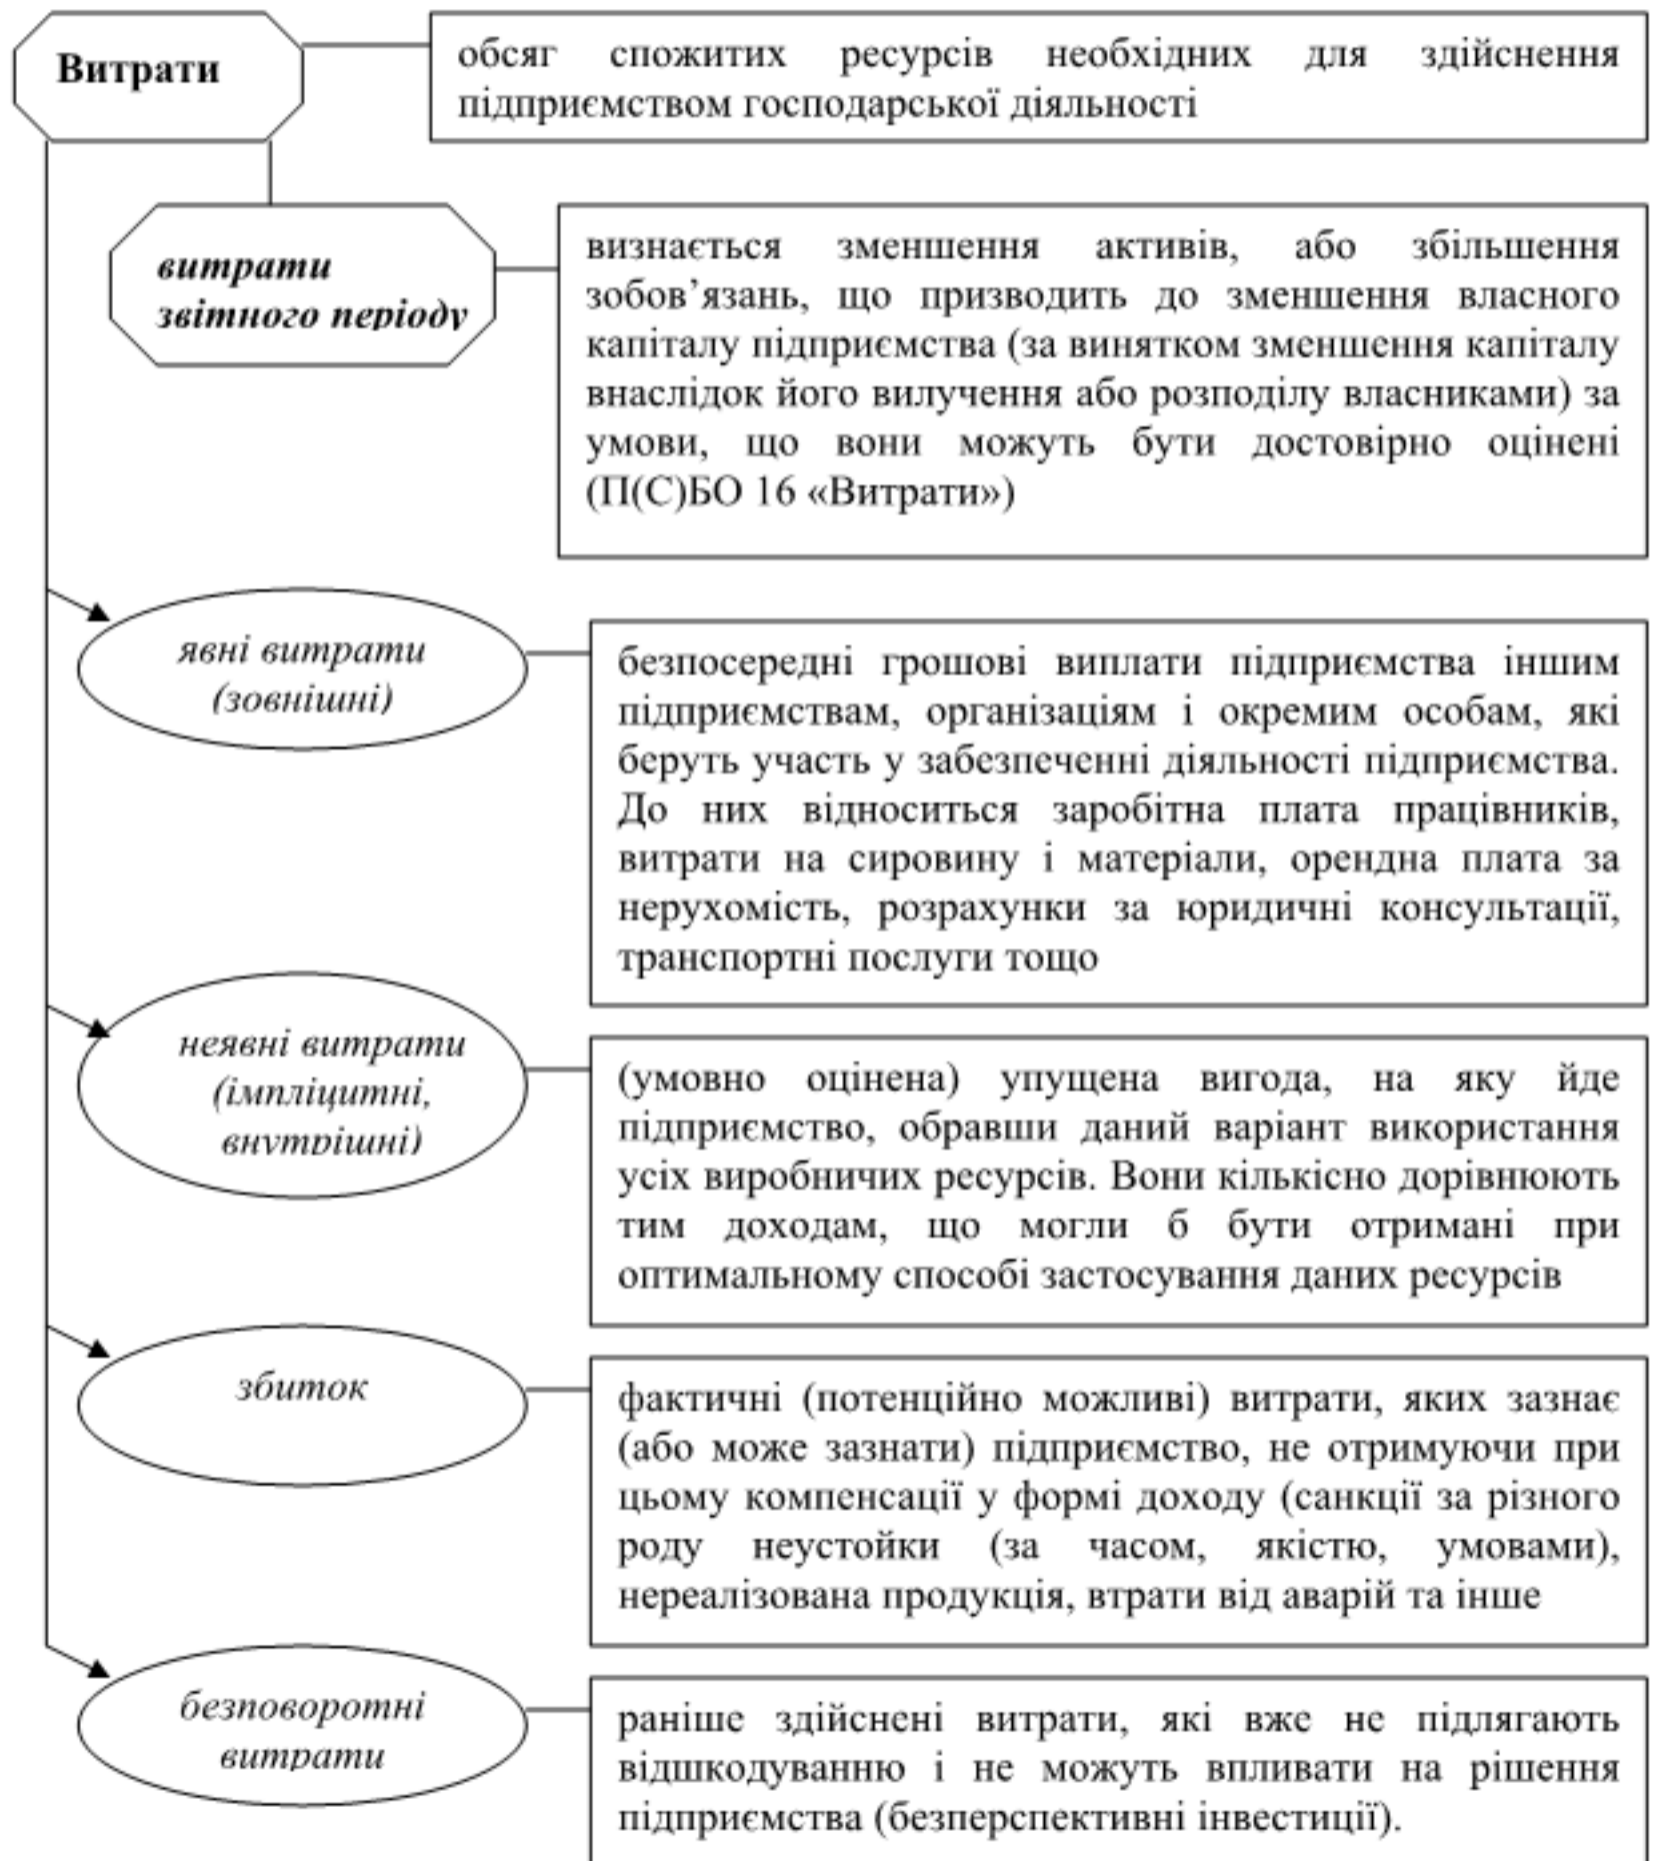 Витрати
обсяг спожитих ресурсів необхідних для здійснення
підприємством господарської діяльності
витрати
звітного періоду
визнається зменшення активів, або збільшення
зобов’язань, що призводить до зменшення власного
капіталу підприємства (за винятком зменшення капіталу
внаслідок його вилучення або розподілу власниками) за
умови, що вони можуть бути достовірно оцінені
(П(С)БО 16 «Витрати»)
явні витрати
(зовнішні)
безпосередні грошові виплати підприємства іншим
підприємствам, організаціям і окремим особам, які
беруть участь у забезпеченні діяльності підприємства.
До них відноситься заробітна плата працівників,
витрати на сировину і матеріали, орендна плата за
нерухомість, розрахунки за юридичні консультації,
транспортні послуги тощо
неявні витрати
(імпліцитні,
внутрішні)
(умовно оцінена) упущена вигода, на яку йде
підприємство, обравши даний варіант використання
усіх виробничих ресурсів. Вони кількісно дорівнюють
тим доходам, що могли б бути отримані при
оптимальному способі застосування даних ресурсів
збиток
фактичні (потенційно можливі) витрати, яких зазнає
(або може зазнати) підприємство, не отримуючи при
цьому компенсації у формі доходу (санкції за різного
роду неустойки (за часом, якістю, умовами),
нереалізована продукція, втрати від аварій та інше
безповоротні
витрати
раніше здійснені витрати, які вже не підлягають
відшкодуванню і не можуть впливати на рішення
підприємства (безперспективні інвестиції).